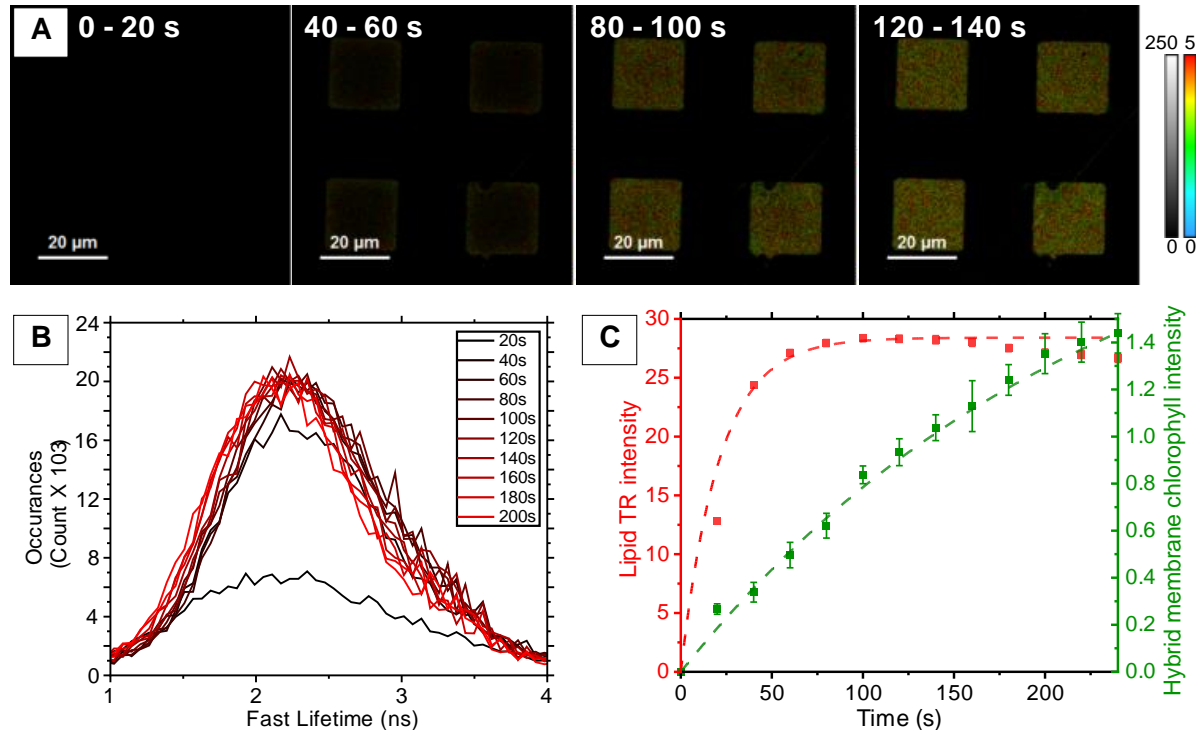 A 0 - 20 s 40 - 60 s 80 - 100 s 120 - 140 s
250 5
20 µm 20 µm 20 µm 20 µm
0 0
B
24
20
16
12
8
4
0
Occurances
(Count X 103)
20s
40s
60s
80s
100s
120s
140s
160s
180s
200s
1 2 3 4
Fast Lifetime (ns)
C
30
25
20
15
10
5
0
Lipid TR intensity
1.4
1.2
1.0
0.8
0.6
0.4
0.2
0.0
Hybrid membrane chlorophyll intensity
0 50 100 150 200
Time (s)